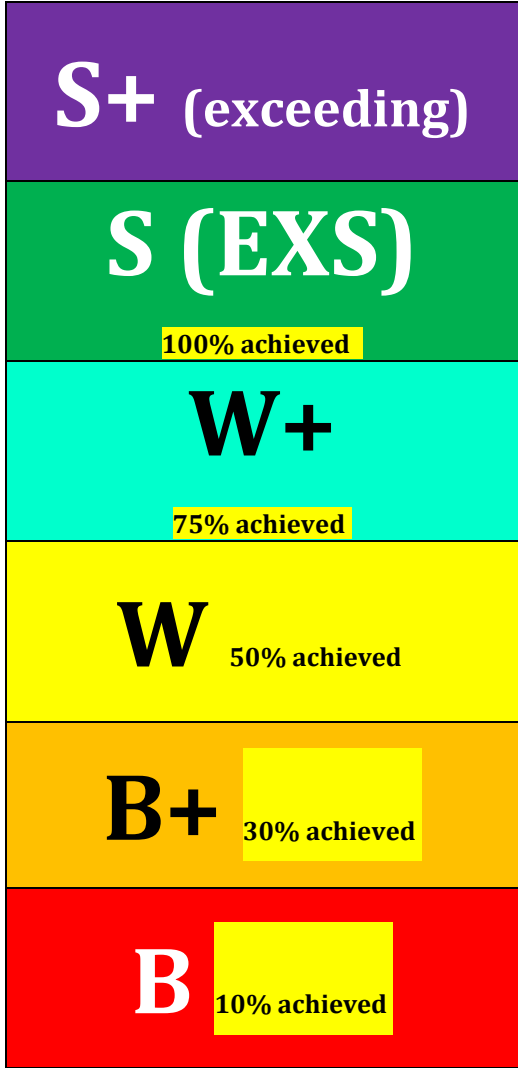 S+ (exceeding)
S (EXS)
100% achieved
W+
75% achieved
W 50% achieved
B+ 30% achieved
B 10% achieved